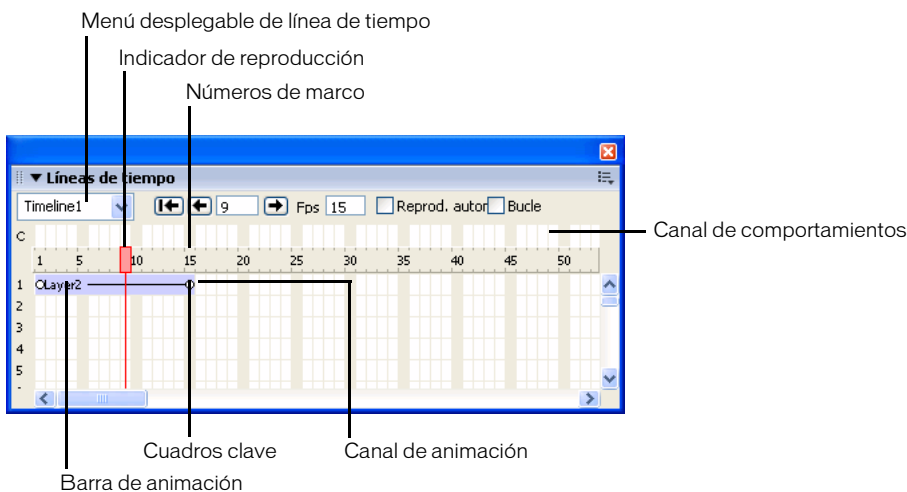 Menú desplegable de línea de tiempo
Indicador de reproducción
Números de marco
Líneas de tiempo
Timeline1 9 Fps 15 Reprod. autor Bucle
C
Canal de comportamientos
1 5 10 15 20 25 30 35 40 45 50
1 Layer2
2
3
4
5
Cuadros clave
Canal de animación
Barra de animación